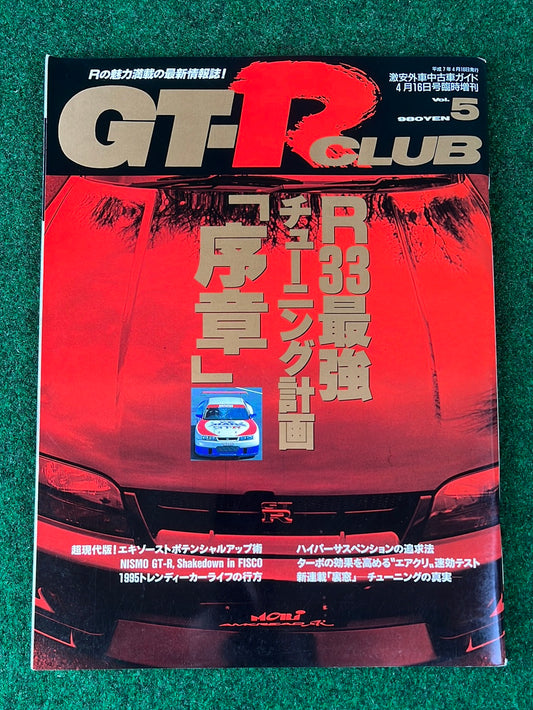 Rの魅力満載の最新情報誌!
平成7年4月16日発行
激安外車中古車ガイド
4月16日号臨時増刊
Vol. 5
980YEN
GT-R CLUB
R33最強
チューニング計画
「序章」
GT
R
超現代版!エキゾーストポテンシャルアップ術
NISMO GT-R, Shakedown in FISCO
1995トレンディーカーライフの行方
ハイパーサスペンションの追求法
ターボの効果を高める"エアクリ"速効テスト
新連載「裏窓」 チューニングの真実